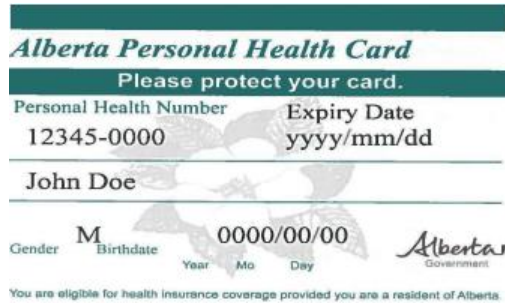 Alberta Personal Health Card
Please protect your card.
Personal Health Number Expiry Date
12345-0000 yyyy/mm/dd
John Doe
M 0000/00/00
Gender Birthdate
Year Mo Day
Alberta
Government
You are eligible for health insurance coverage provided you are a resident of Alberta.